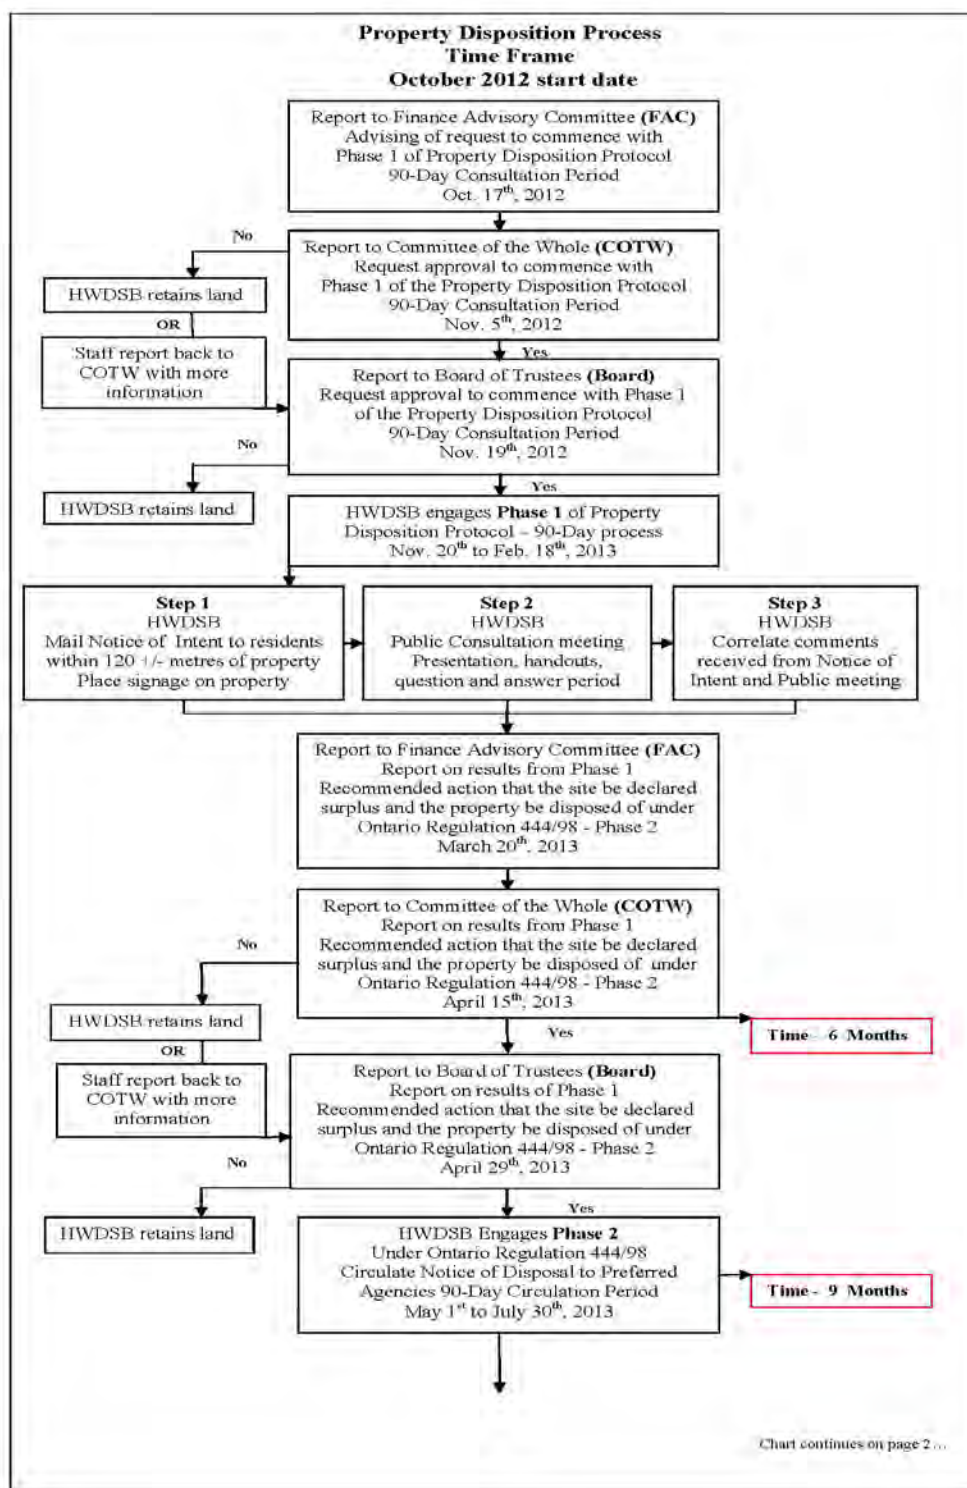 Property Disposition Process
Time Frame
October 2012 start date
Report to Finance Advisory Committee (FAC)
Advising of request to commence with
Phase 1 of Property Disposition Protocol
90-Day Consultation Period
Oct. 17th, 2012
No
Report to Committee of the Whole (COTW)
Request approval to commence with
Phase 1 of the Property Disposition Protocol
90-Day Consultation Period
Nov. 5th, 2012
HWDSB retains land
OR
Staff report back to
COTW with more
information
Yes
Report to Board of Trustees (Board)
Request approval to commence with Phase 1
of the Property Disposition Protocol
90-Day Consultation Period
Nov. 19th, 2012
No
HWDSB retains land
Yes
HWDSB engages Phase 1 of Property
Disposition Protocol – 90-Day process
Nov. 20th to Feb. 18th, 2013
Step 1
HWDSB
Mail Notice of Intent to residents
within 120 +/- metres of property
Place signage on property
Step 2
HWDSB
Public Consultation meeting
Presentation, handouts,
question and answer period
Step 3
HWDSB
Correlate comments
received from Notice of
Intent and Public meeting
Report to Finance Advisory Committee (FAC)
Report on results from Phase 1
Recommended action that the site be declared
surplus and the property be disposed of under
Ontario Regulation 444/98 - Phase 2
March 20th, 2013
Report to Committee of the Whole (COTW)
Report on results from Phase 1
Recommended action that the site be declared
surplus and the property be disposed of under
Ontario Regulation 444/98 - Phase 2
April 15th, 2013
No
HWDSB retains land
OR
Staff report back to
COTW with more
information
Time - 6 Months
Yes
Report to Board of Trustees (Board)
Report on results of Phase 1
Recommended action that the site be declared
surplus and the property be disposed of under
Ontario Regulation 444/98 - Phase 2
April 29th, 2013
No
HWDSB retains land
Yes
HWDSB Engages Phase 2
Under Ontario Regulation 444/98
Circulate Notice of Disposal to Preferred
Agencies 90-Day Circulation Period
May 1st to July 30th, 2013
Time - 9 Months
Chart continues on page 2…